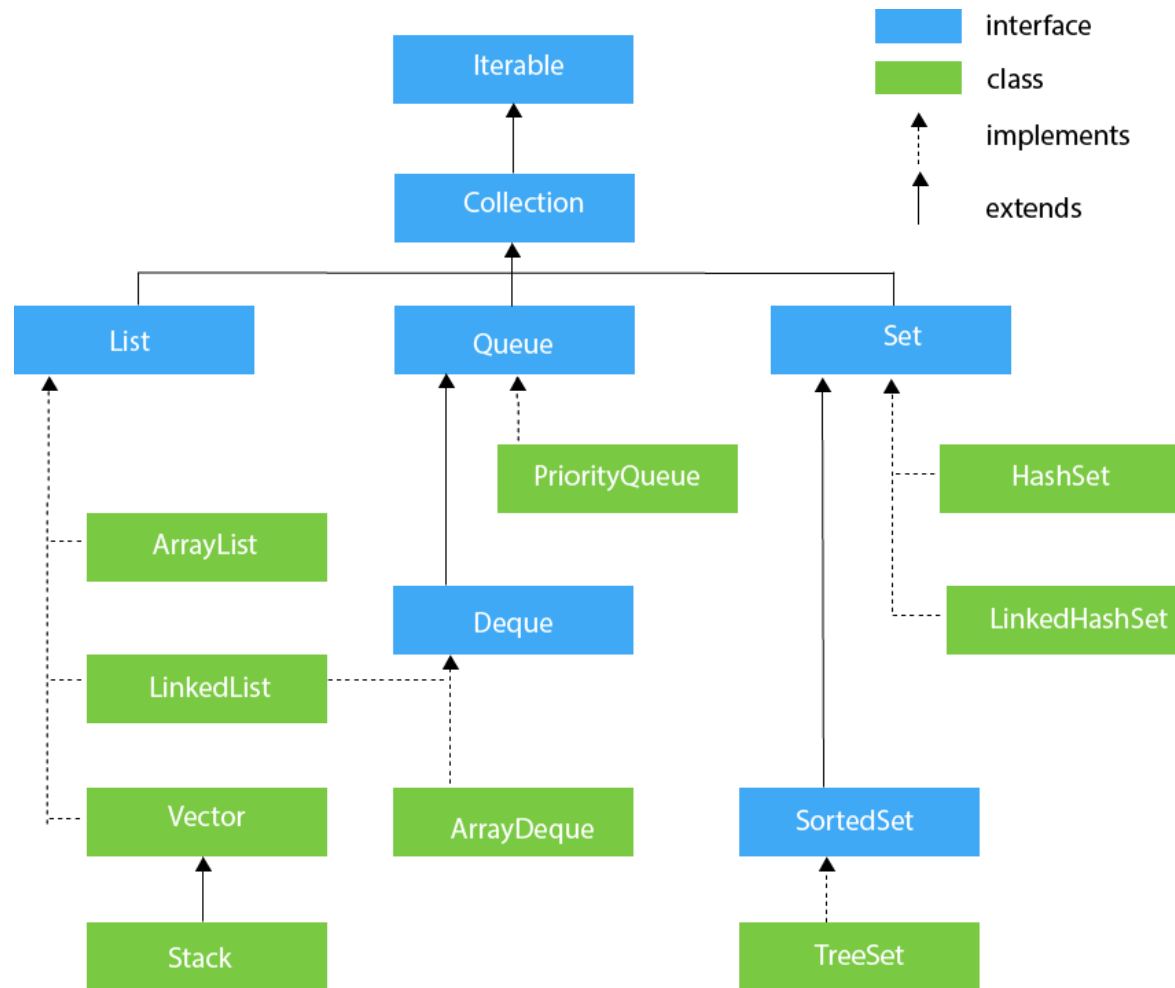 interface
Iterable
class
implements
Collection
extends
List
Queue
Set
PriorityQueue
HashSet
ArrayList
Deque
LinkedHashSet
LinkedList
Vector
ArrayDeque
SortedSet
Stack
TreeSet